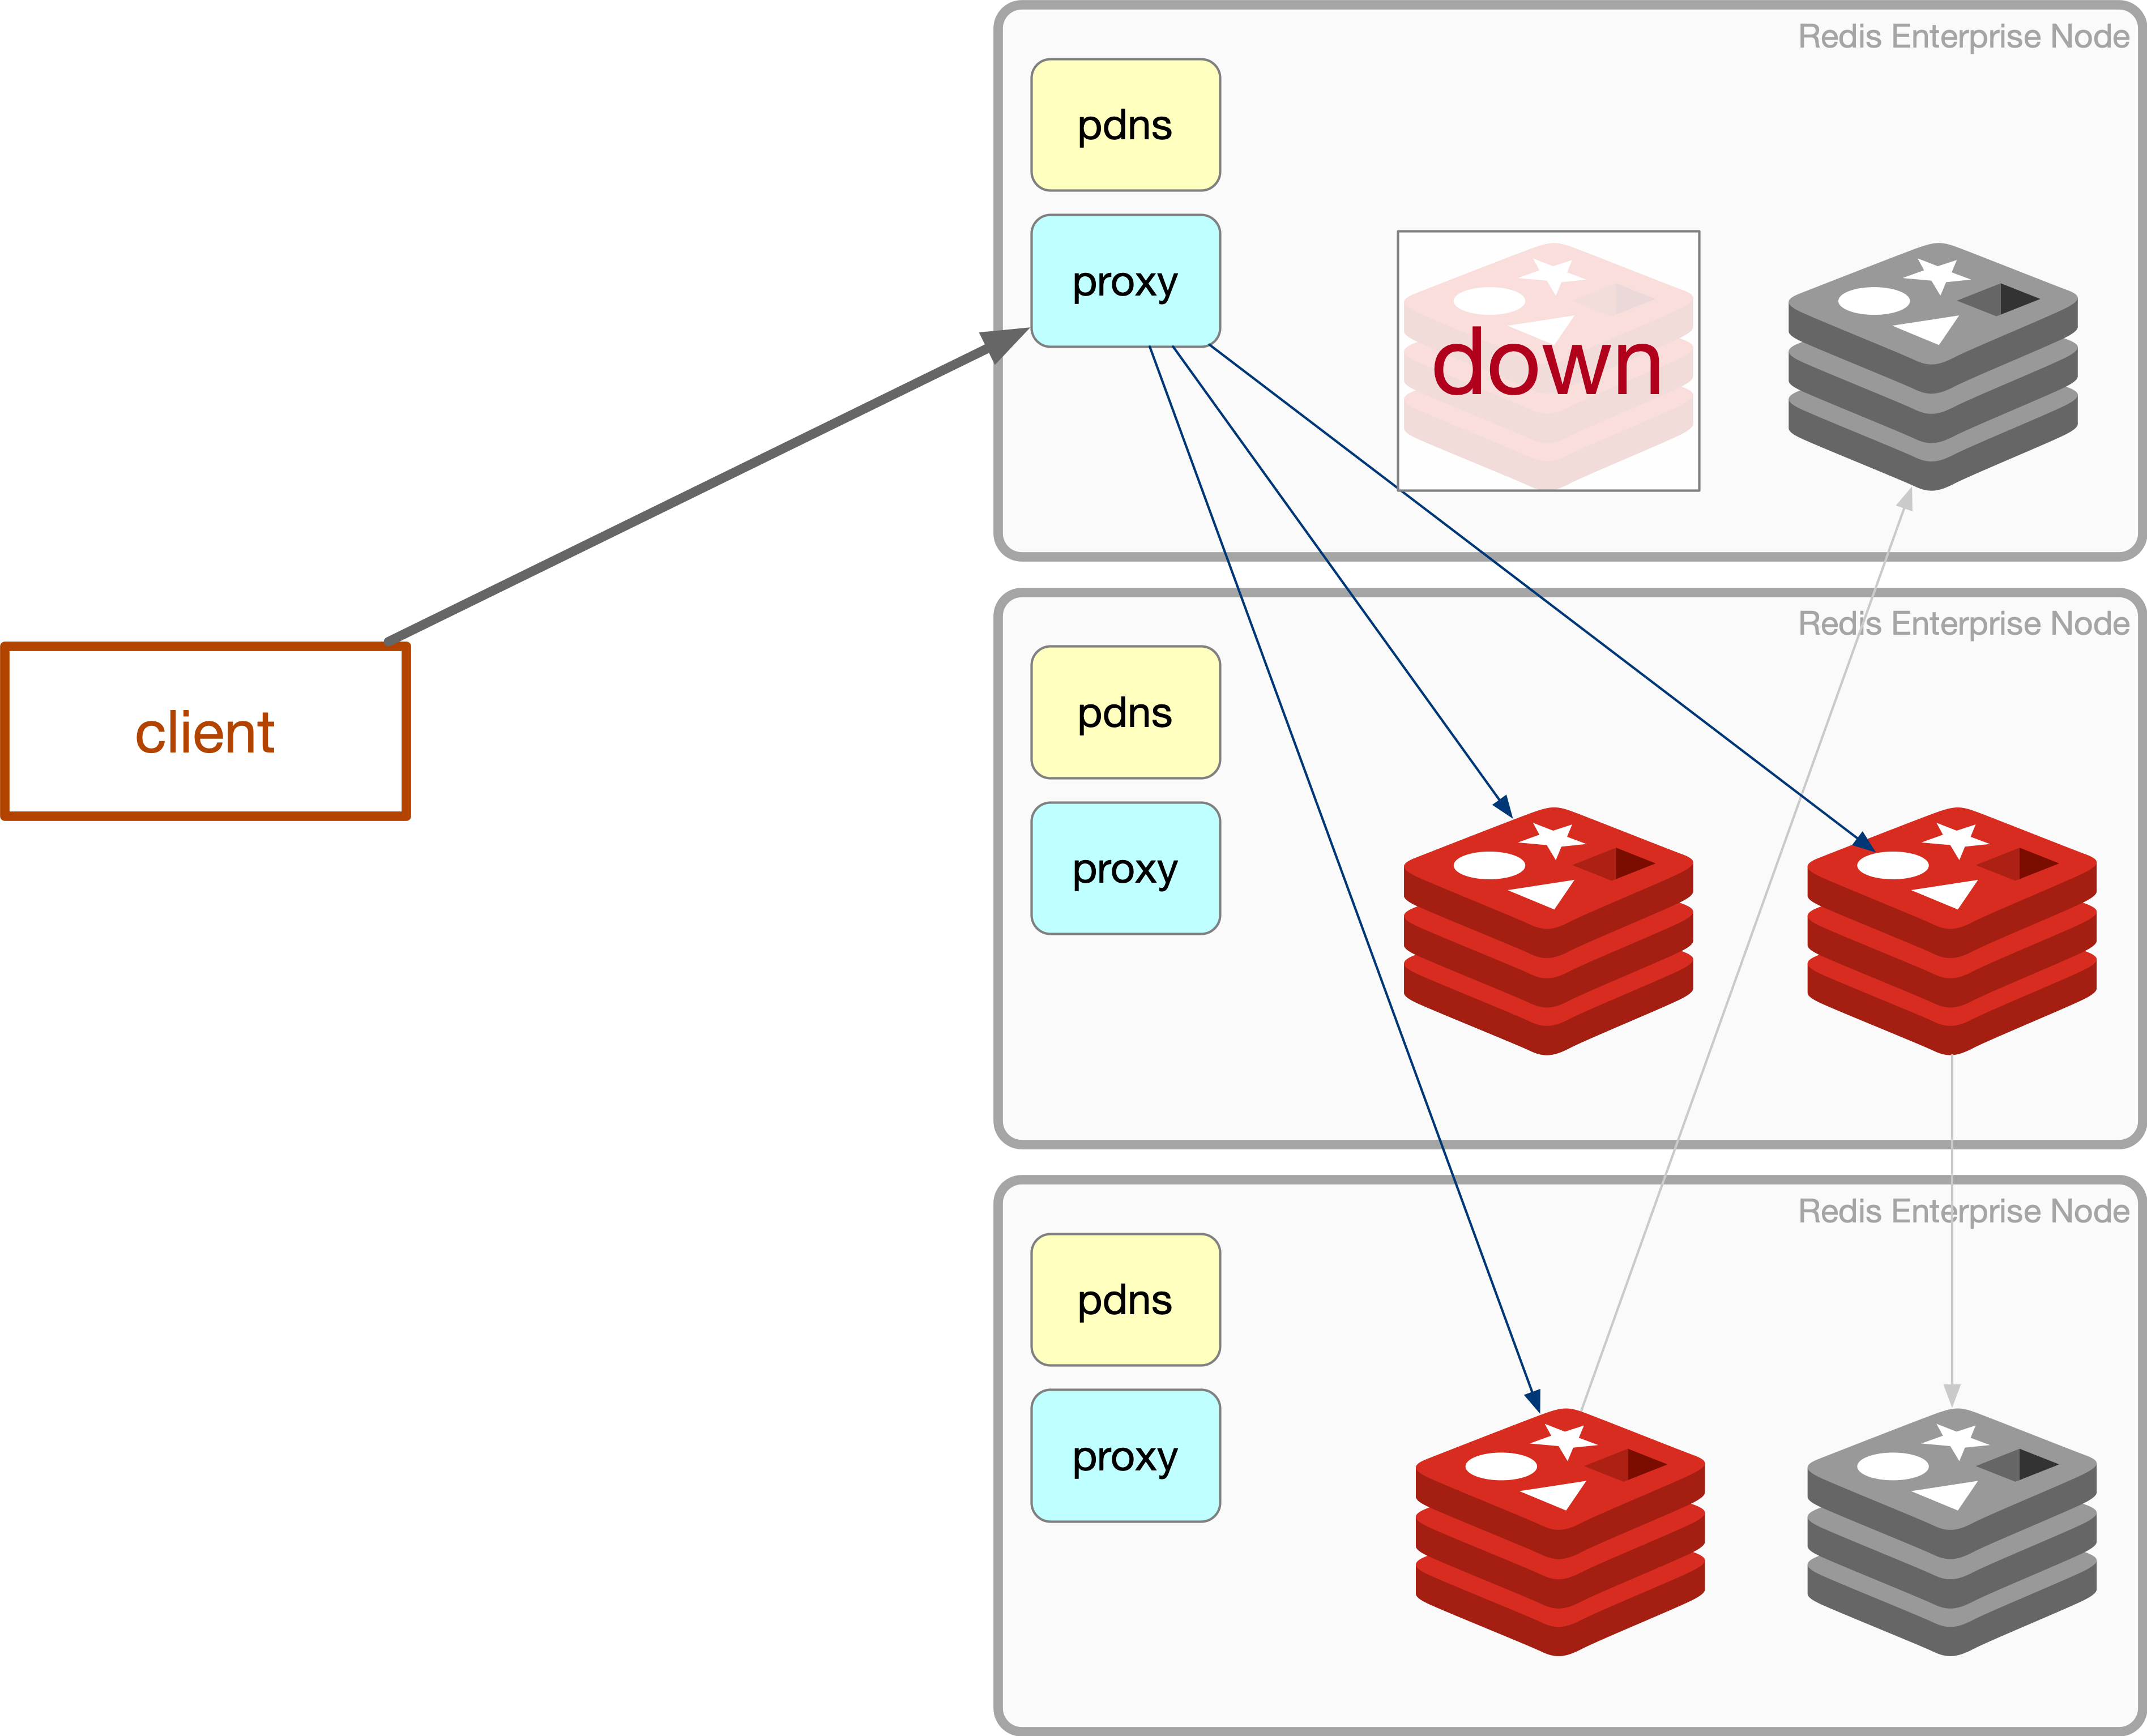 Redis Enterprise Node
pdns
proxy
down
client
Redis Enterprise Node
pdns
proxy
Redis Enterprise Node
pdns
proxy